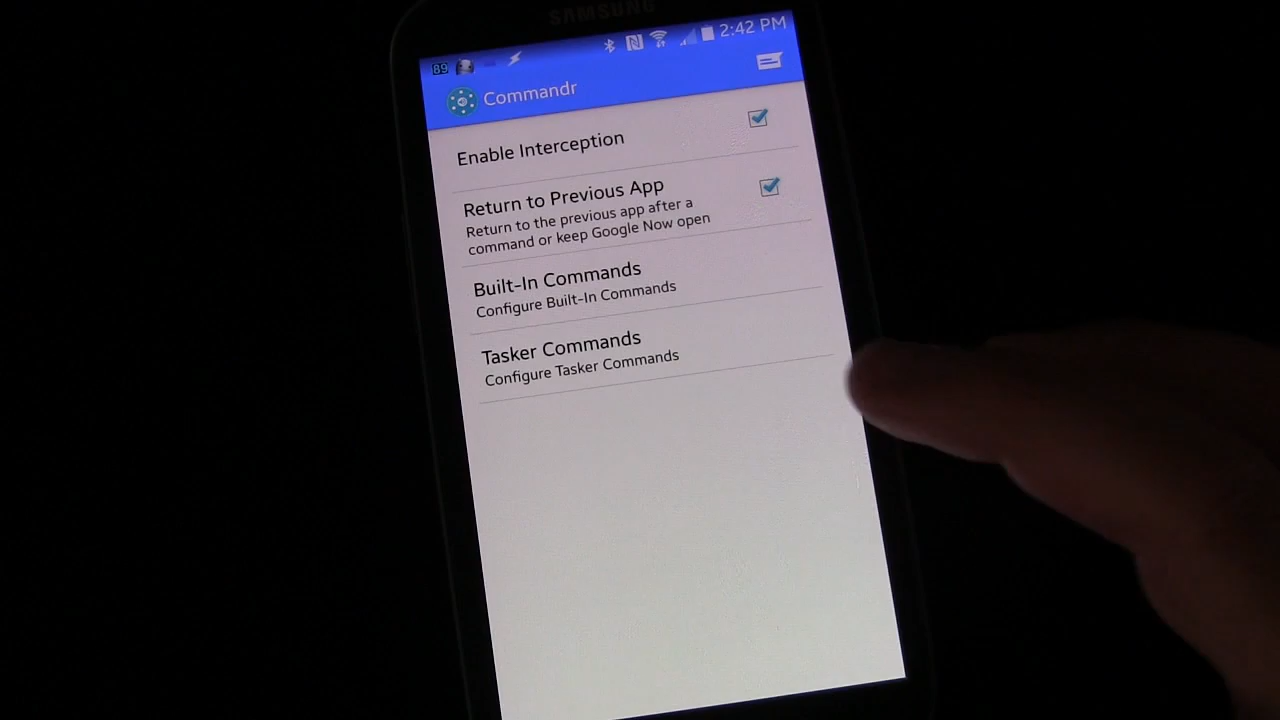 SAMSUNG
89
2:42 PM
Commandr
Enable Interception
Return to Previous App
Return to the previous app after a
command or keep Google Now open
Built-In Commands
Configure Built-In Commands
Tasker Commands
Configure Tasker Commands